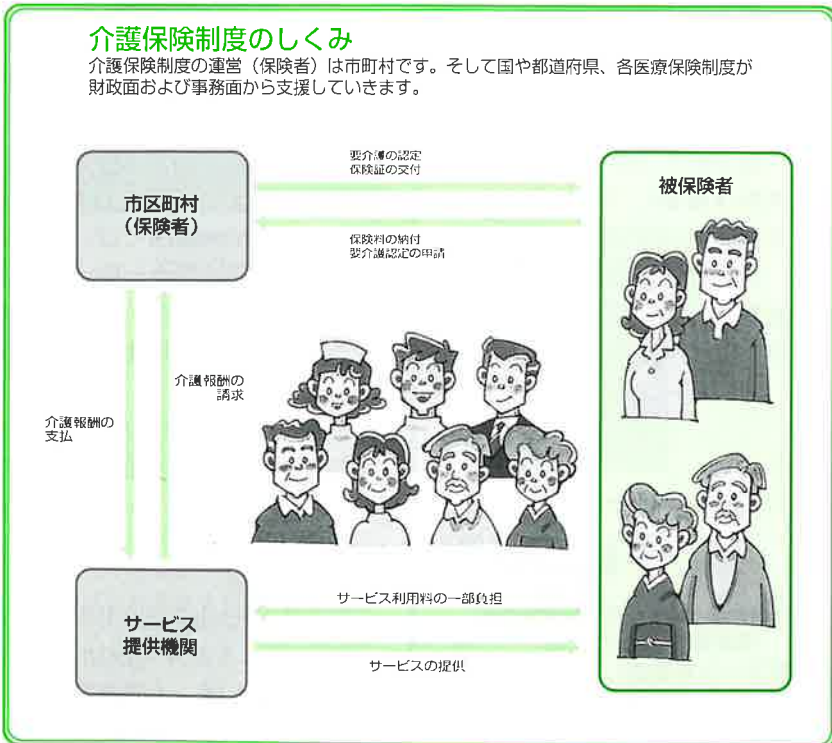 介護保険制度のしくみ
介護保険制度の運営（保険者）は市町村です。そして国や都道府県、各医療保険制度が
財政面および事務面から支援していきます。
要介護の認定
保険証の交付
市区町村
（保険者）
被保険者
保険料の納付
要介護認定の申請
介護報酬の
請求
介護報酬の
支払
サービス利用料の一部負担
サービス
提供機関
サービスの提供